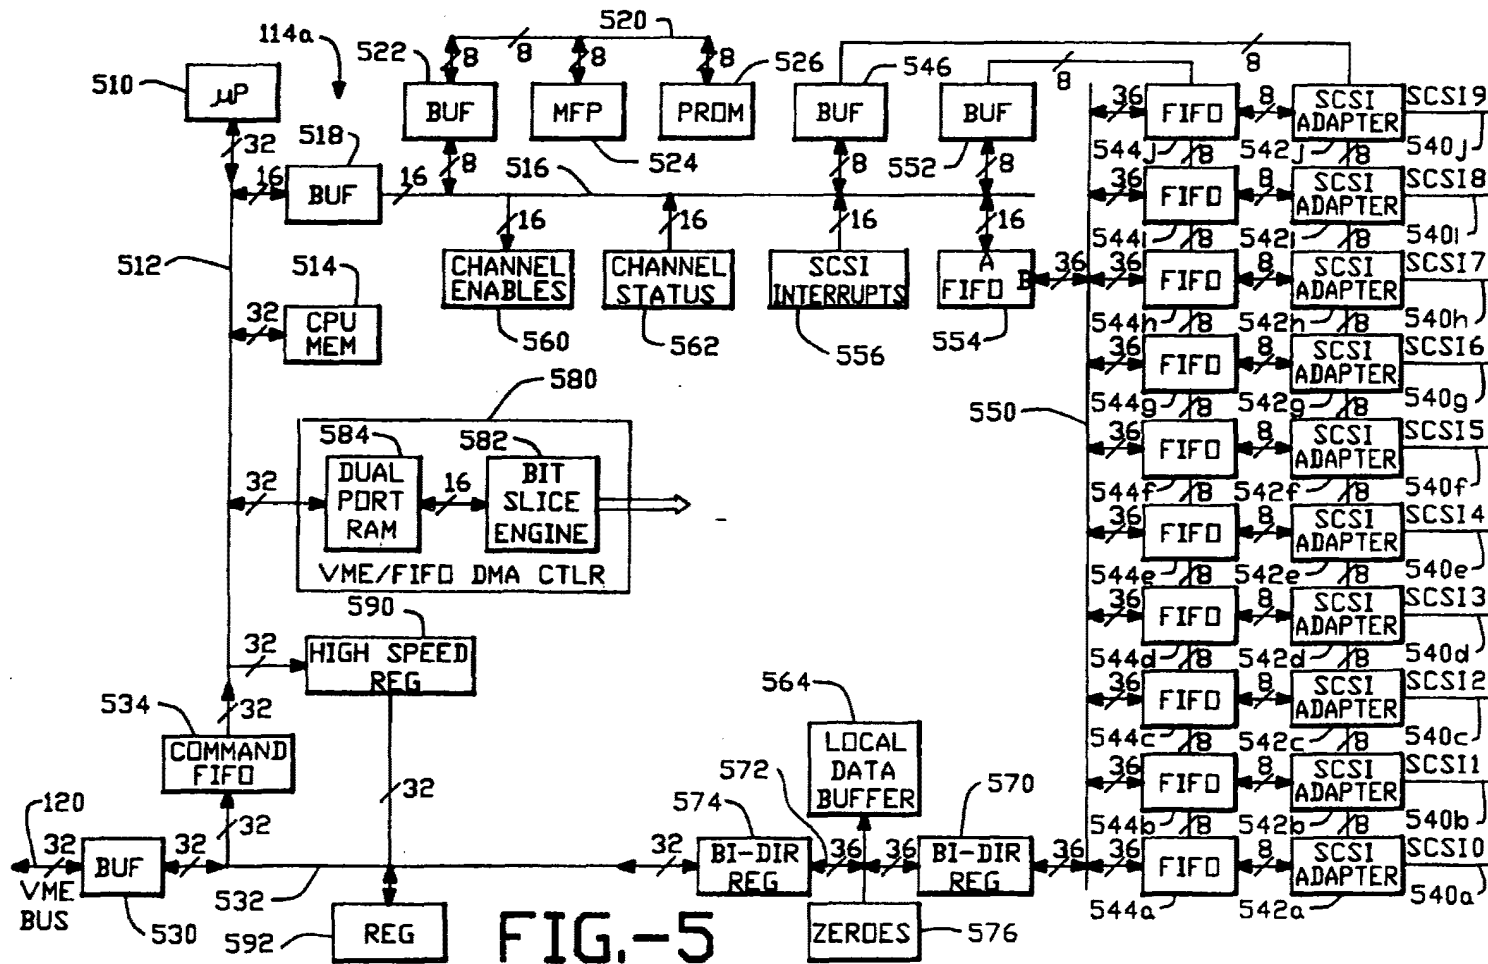 520
8
114a
522
8
8
8
526
546
8
8
510
μP
BUF
MFP
PROM
BUF
BUF
36
FIFO
8
SCSI
ADAPTER
SCSI9
540j
32
518
8
524
516
8
552
8
544j
8
542j
8
16
BUF
16
36
FIFO
8
SCSI
ADAPTER
SCSI8
540i
16
16
16
16
544i
8
542i
8
512
514
CHANNEL
ENABLES
CHANNEL
STATUS
SCSI
INTERRUPTS
A
FIFO B
36
36
FIFO
8
SCSI
ADAPTER
SCSI7
540h
32
CPU
MEM
560
562
556
554
544h
8
542h
8
36
FIFO
8
SCSI
ADAPTER
SCSI6
540g
580
550
544g
8
542g
8
584
582
36
FIFO
8
SCSI
ADAPTER
SCSI5
540f
32
DUAL
PORT
RAM
16
BIT
SLICE
ENGINE
544f
8
542f
8
36
FIFO
8
SCSI
ADAPTER
SCSI4
540e
VME/FIFO DMA CTLR
544e
8
542e
8
590
36
FIFO
8
SCSI
ADAPTER
SCSI3
540d
32
HIGH SPEED
REG
544d
8
542d
8
534
32
564
36
FIFO
8
SCSI
ADAPTER
SCSI2
540c
COMMAND
FIFO
LOCAL
DATA
BUFFER
544c
8
542c
8
32
572
570
36
FIFO
8
SCSI
ADAPTER
SCSI1
540b
120
32
574
544b
8
542b
8
32
BUF
32
32
BI-DIR
REG
36
36
BI-DIR
REG
36
36
FIFO
8
SCSI
ADAPTER
SCSI0
540a
VME
BUS
532
544a
542a
530
592
REG
ZEROES
576
FIG.-5